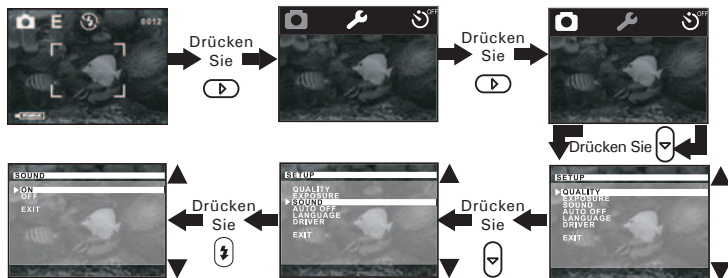 E 0012
Drücken
Sie
OFF
Drücken
Sie
OFF
Drücken Sie
SETUP
QUALITY
EXPOSURE
SOUND
AUTO OFF
LANGUAGE
DRIVER
EXIT
Drücken
Sie
SETUP
QUALITY
EXPOSURE
SOUND
AUTO OFF
LANGUAGE
DRIVER
EXIT
Drücken
Sie
SOUND
ON
OFF
EXIT